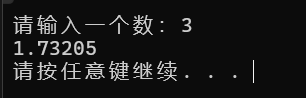 请输入一个数: 3
1.73205
请按任意键继续. . .